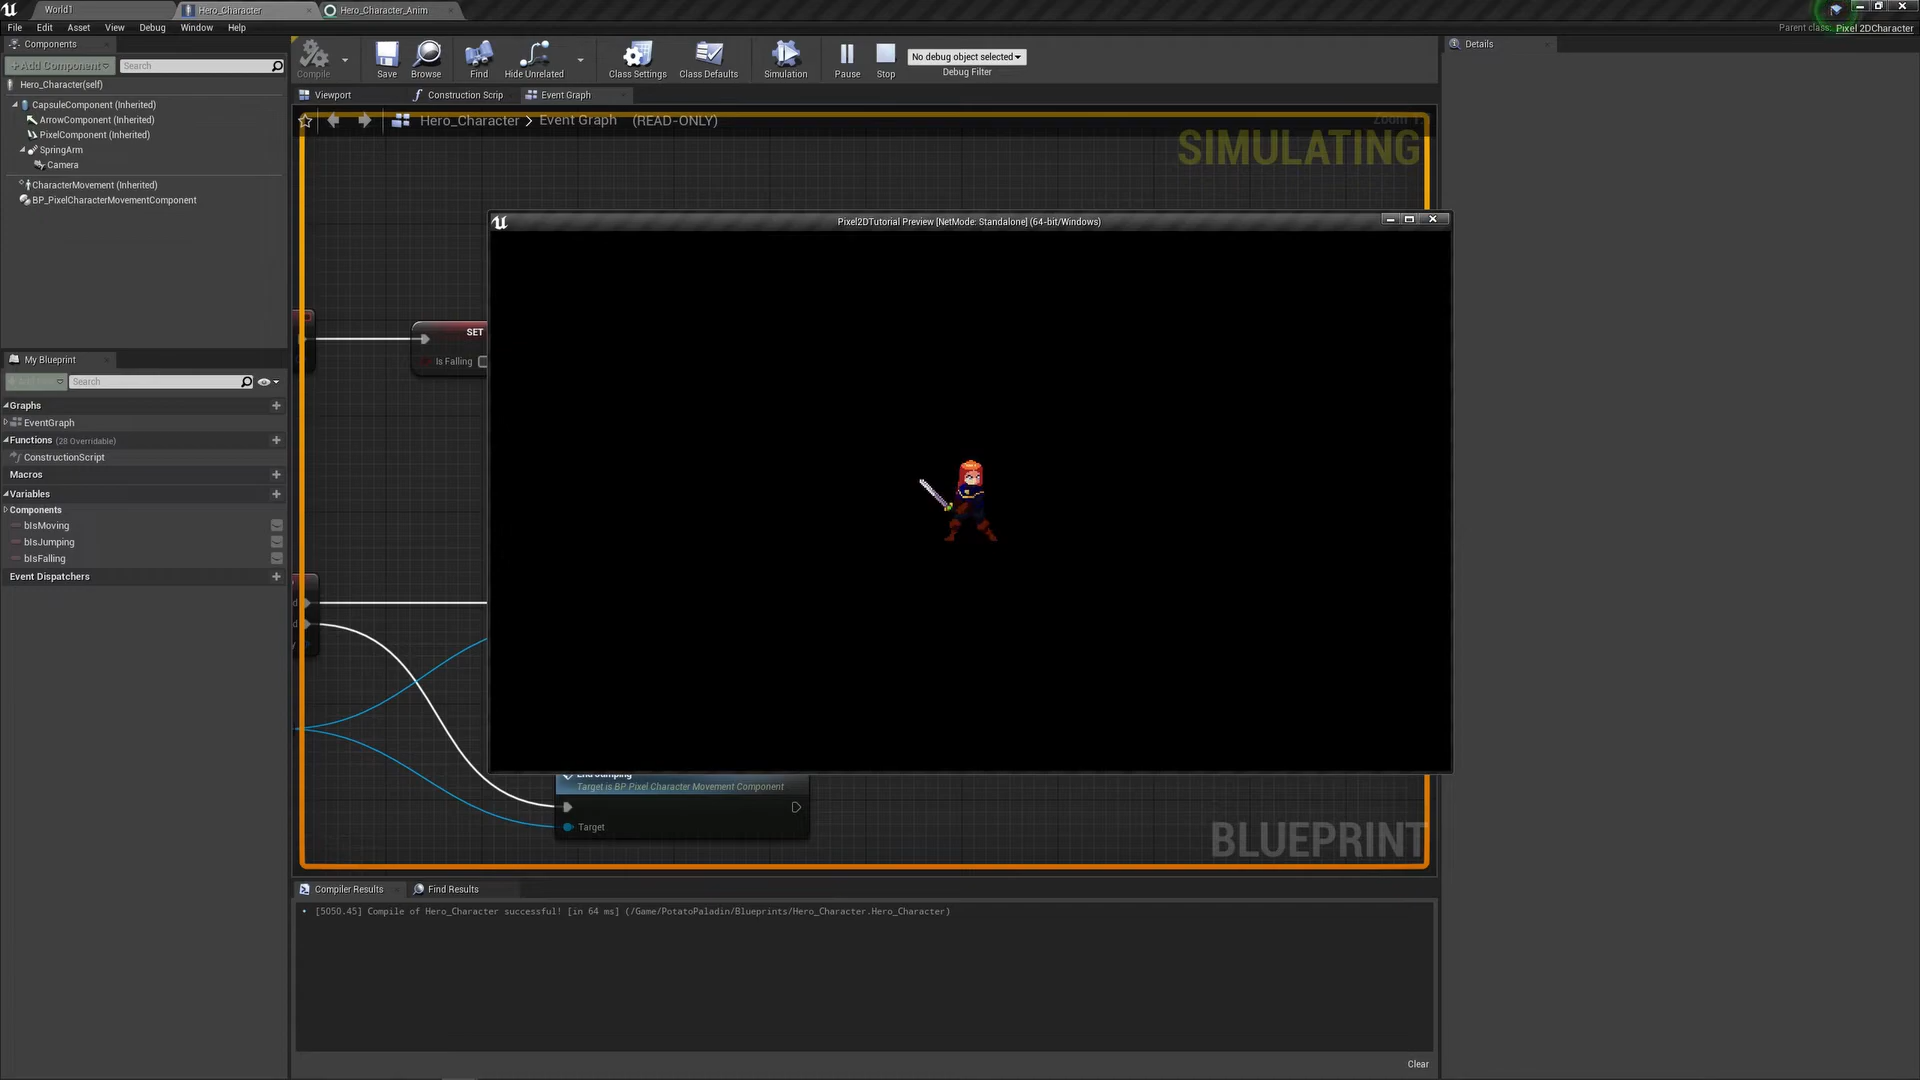 World1
Hero_Character
Hero_Character_Anim
File
Edit
Asset
View
Debug
Window
Help
Parent class: Pixel 2DCharacter
Components
+Add Component
Search
Hero_Character(self)
CapsuleComponent (Inherited)
ArrowComponent (Inherited)
PixelComponent (Inherited)
SpringArm
Camera
CharacterMovement (Inherited)
BP_PixelCharacterMovementComponent
My Blueprint
Search
Graphs
EventGraph
Functions (28 Overridable)
ConstructionScript
Macros
Variables
Components
bIsMoving
bIsJumping
bIsFalling
Event Dispatchers
Compile
Save
Browse
Find
Hide Unrelated
Class Settings
Class Defaults
Simulation
Pause
Stop
No debug object selected
Debug Filter
Viewport
Construction Scrip
Event Graph
Hero_Character > Event Graph (READ-ONLY)
Zoom 1:
SIMULATING
Pixel2DTutorial Preview [NetMode: Standalone] (64-bit/Windows)
SET
Is Falling
End Jumping
Target is BP Pixel Character Movement Component
Target
BLUEPRINT
Compiler Results
Find Results
[5050.45] Compile of Hero_Character successful! [in 64 ms] (/Game/PotatoPaladin/Blueprints/Hero_Character.Hero_Character)
Clear
Details